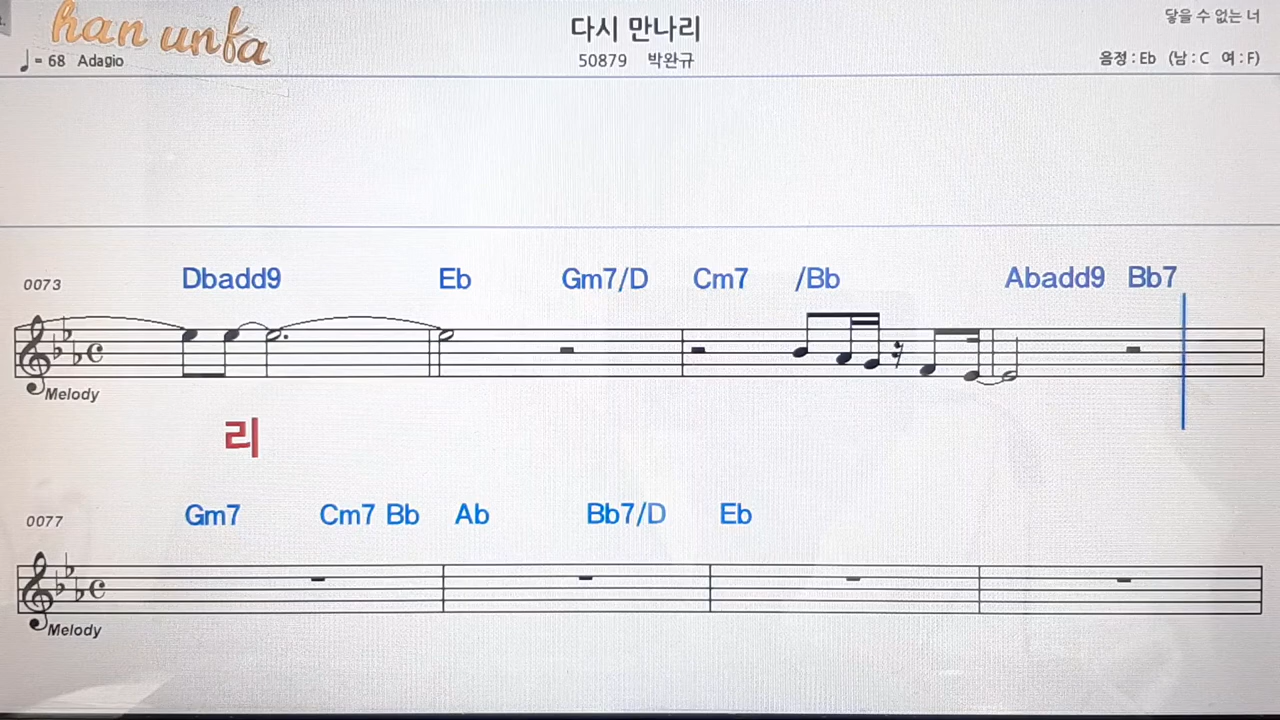 han unfa
닿을 수 없는 너
다시 만나리
♩ = 68 Adagio
50879 박완규
음정 : Eb (남 : C 여 : F)
0073
Dbadd9 Eb Gm7/D Cm7 /Bb Abadd9 Bb7
Melody
리
0077
Gm7 Cm7 Bb Ab Bb7/D Eb
Melody